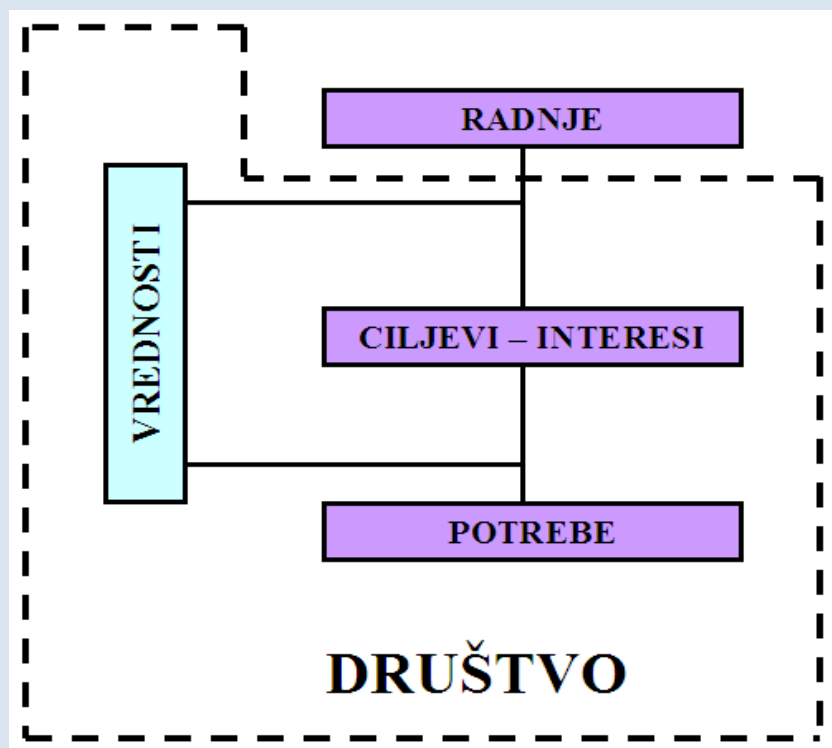 RADNJE
VREDNOSTI
CILJEVI – INTERESI
POTREBE
DRUŠTVO